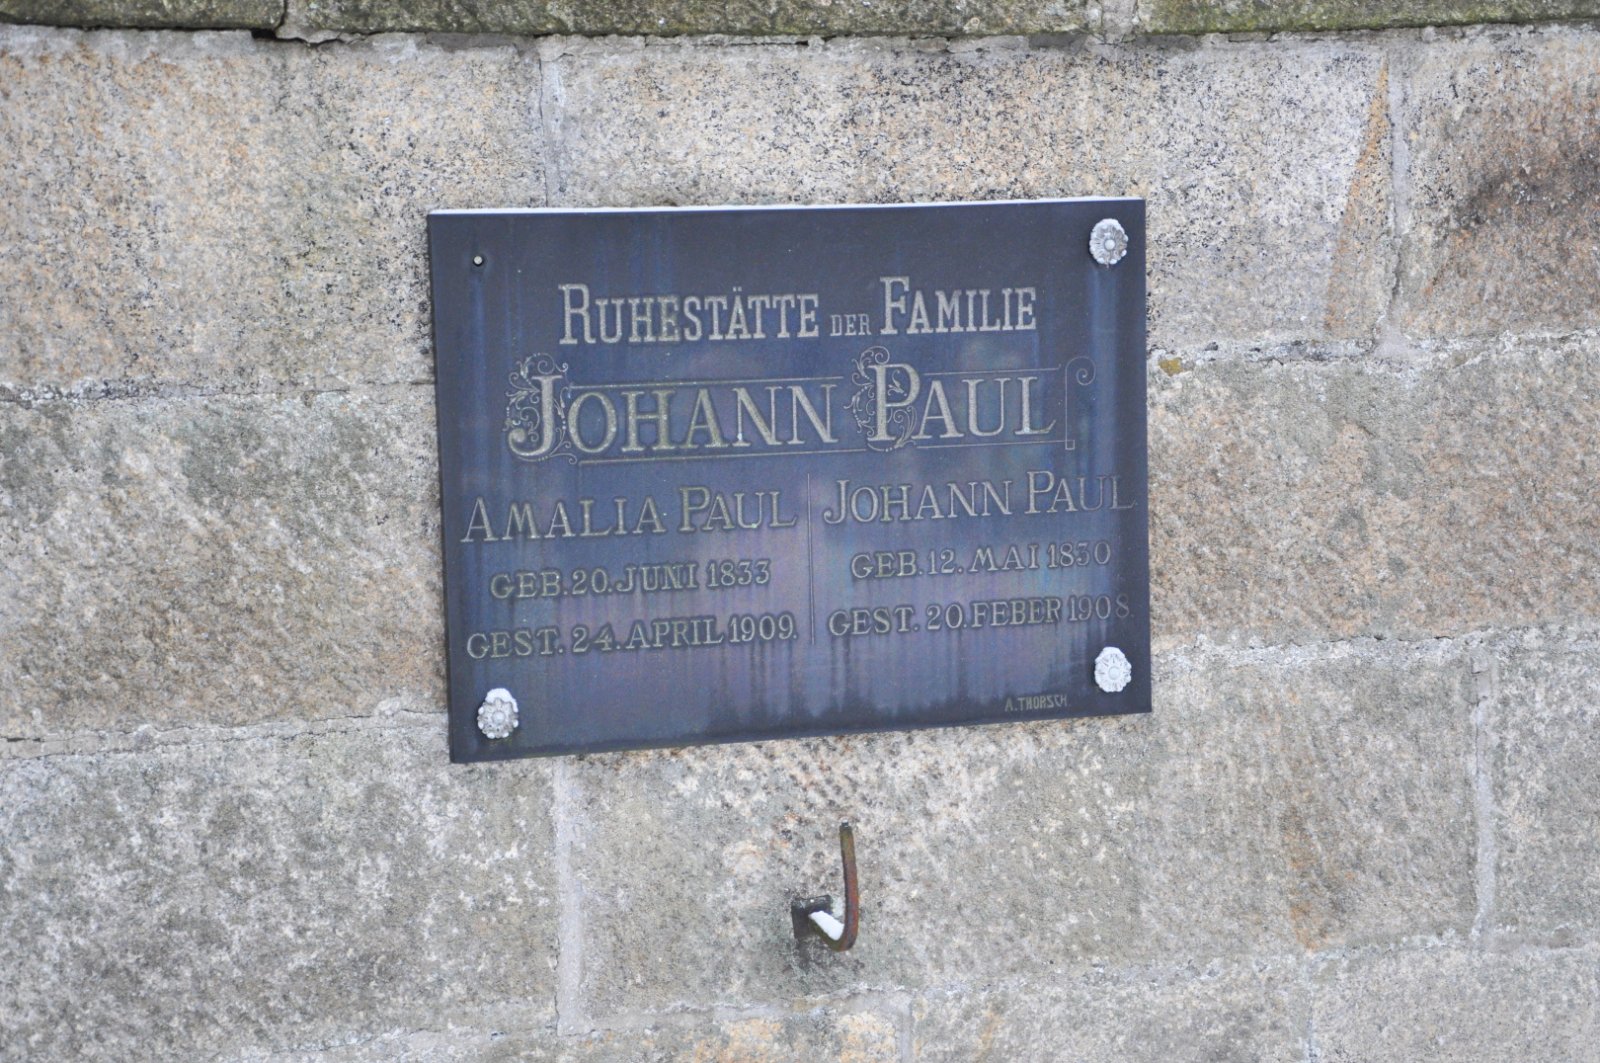 RUHESTÄTTE DER FAMILIE
JOHANN PAUL
AMALIA PAUL
GEB. 20. JUNI 1833
GEST. 24. APRIL 1909.
JOHANN PAUL
GEB. 12. MAI 1830
GEST. 20. FEBER 1908.
A. THORSCH.